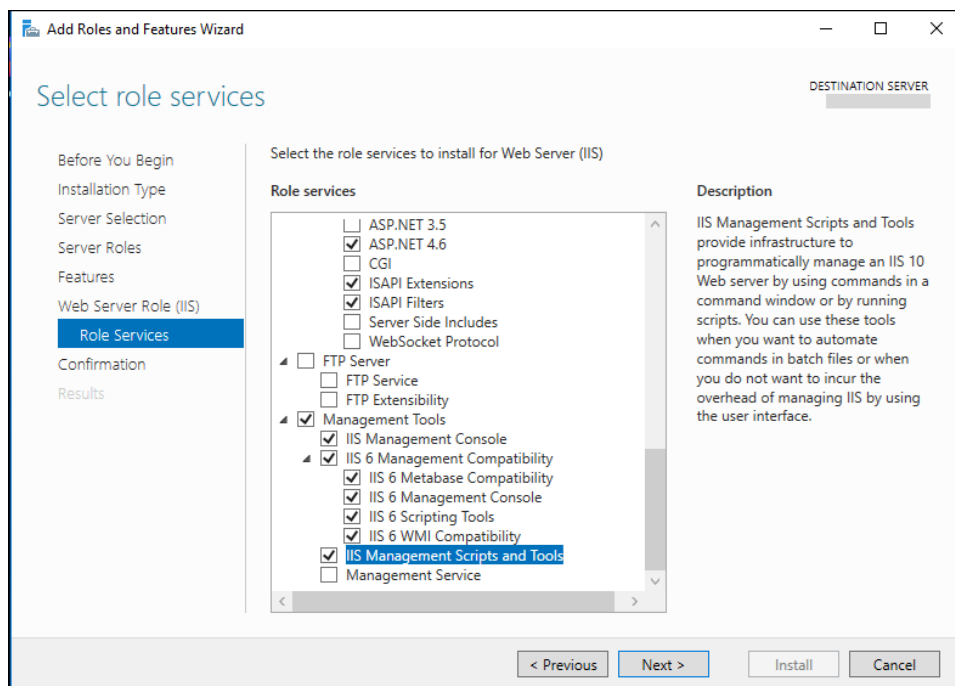 Add Roles and Features Wizard
Select role services
DESTINATION SERVER
Before You Begin
Installation Type
Server Selection
Server Roles
Features
Web Server Role (IIS)
Role Services
Confirmation
Results
Select the role services to install for Web Server (IIS)
Role services
ASP.NET 3.5
ASP.NET 4.6
CGI
ISAPI Extensions
ISAPI Filters
Server Side Includes
WebSocket Protocol
FTP Server
FTP Service
FTP Extensibility
Management Tools
IIS Management Console
IIS 6 Management Compatibility
IIS 6 Metabase Compatibility
IIS 6 Management Console
IIS 6 Scripting Tools
IIS 6 WMI Compatibility
IIS Management Scripts and Tools
Management Service
Description
IIS Management Scripts and Tools
provide infrastructure to
programmatically manage an IIS 10
Web server by using commands in a
command window or by running
scripts. You can use these tools
when you want to automate
commands in batch files or when
you do not want to incur the
overhead of managing IIS by using
the user interface.
< Previous
Next >
Install
Cancel